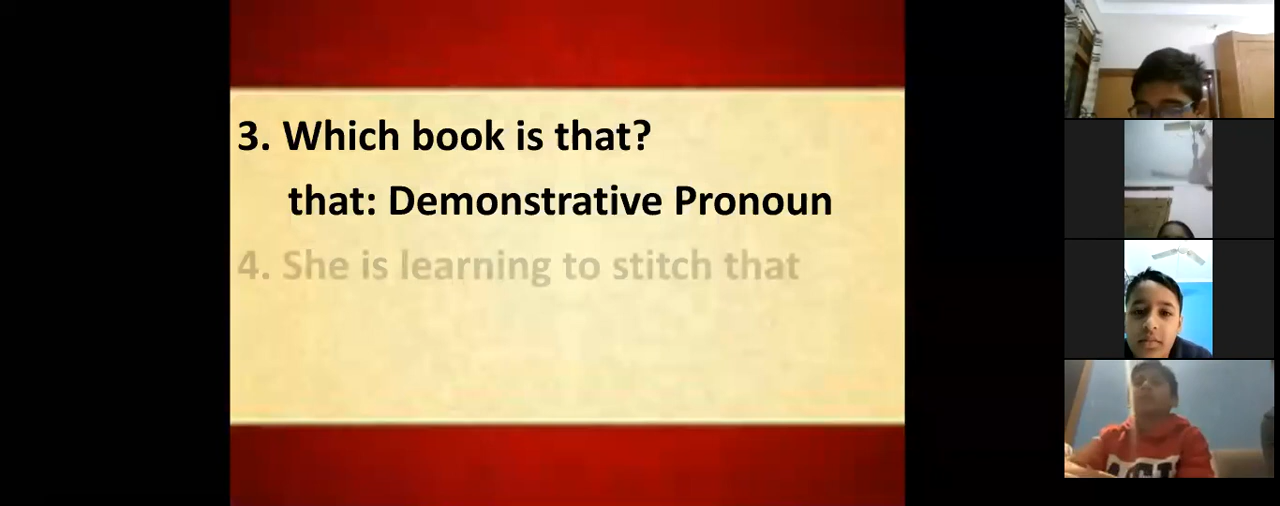 3. Which book is that?
that: Demonstrative Pronoun
4. She is learning to stitch that